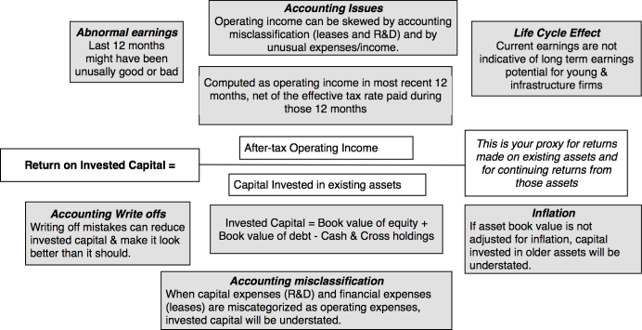 Abnormal earnings
Last 12 months
might have been
unusally good or bad
Accounting Issues
Operating income can be skewed by accounting
misclassification (leases and R&D) and by
unusual expenses/income.
Life Cycle Effect
Current earnings are not
indicative of long term earnings
potential for young &
infrastructure firms
Computed as operating income in most recent 12
months, net of the effective tax rate paid during
those 12 months
Return on Invested Capital =
After-tax Operating Income
Capital Invested in existing assets
This is your proxy for returns
made on existing assets and
for continuing returns from
those assets
Accounting Write offs
Writing off mistakes can reduce
invested capital & make it look
better than it should.
Invested Capital = Book value of equity +
Book value of debt - Cash & Cross holdings
Inflation
If asset book value is not
adjusted for inflation, capital
invested in older assets will be
understated.
Accounting misclassification
When capital expenses (R&D) and financial expenses
(leases) are miscategorized as operating expenses,
invested capital will be understated.